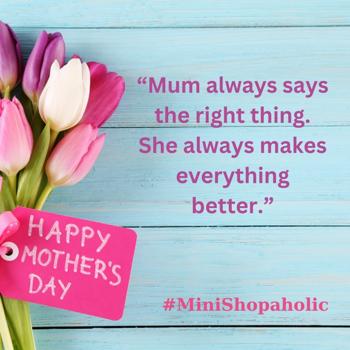 “Mum always says
the right thing.
She always makes
everything
better.”
HAPPY
MOTHER'S
DAY
#MiniShopaholic